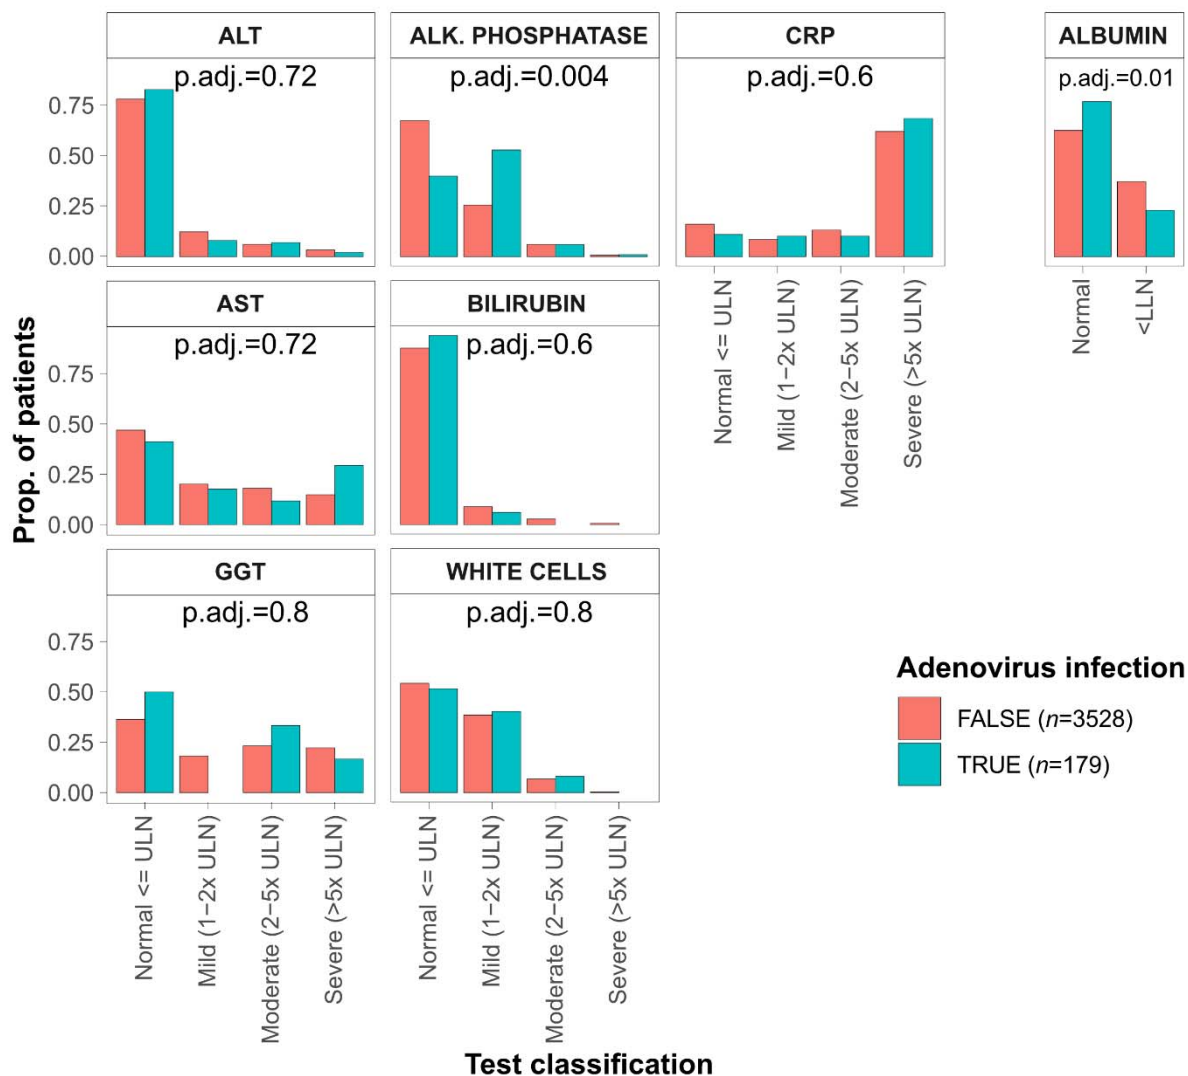 ALT
p.adj.=0.72
0.75
0.50
0.25
0.00
ALK. PHOSPHATASE
p.adj.=0.004
CRP
p.adj.=0.6
Normal <= ULN
Mild (1−2x ULN)
Moderate (2−5x ULN)
Severe (>5x ULN)
ALBUMIN
p.adj.=0.01
Normal
<LLN
Prop. of patients
AST
p.adj.=0.72
0.75
0.50
0.25
0.00
BILIRUBIN
p.adj.=0.6
GGT
p.adj.=0.8
0.75
0.50
0.25
0.00
Normal <= ULN
Mild (1−2x ULN)
Moderate (2−5x ULN)
Severe (>5x ULN)
WHITE CELLS
p.adj.=0.8
Normal <= ULN
Mild (1−2x ULN)
Moderate (2−5x ULN)
Severe (>5x ULN)
Adenovirus infection
FALSE (n=3528)
TRUE (n=179)
Test classification